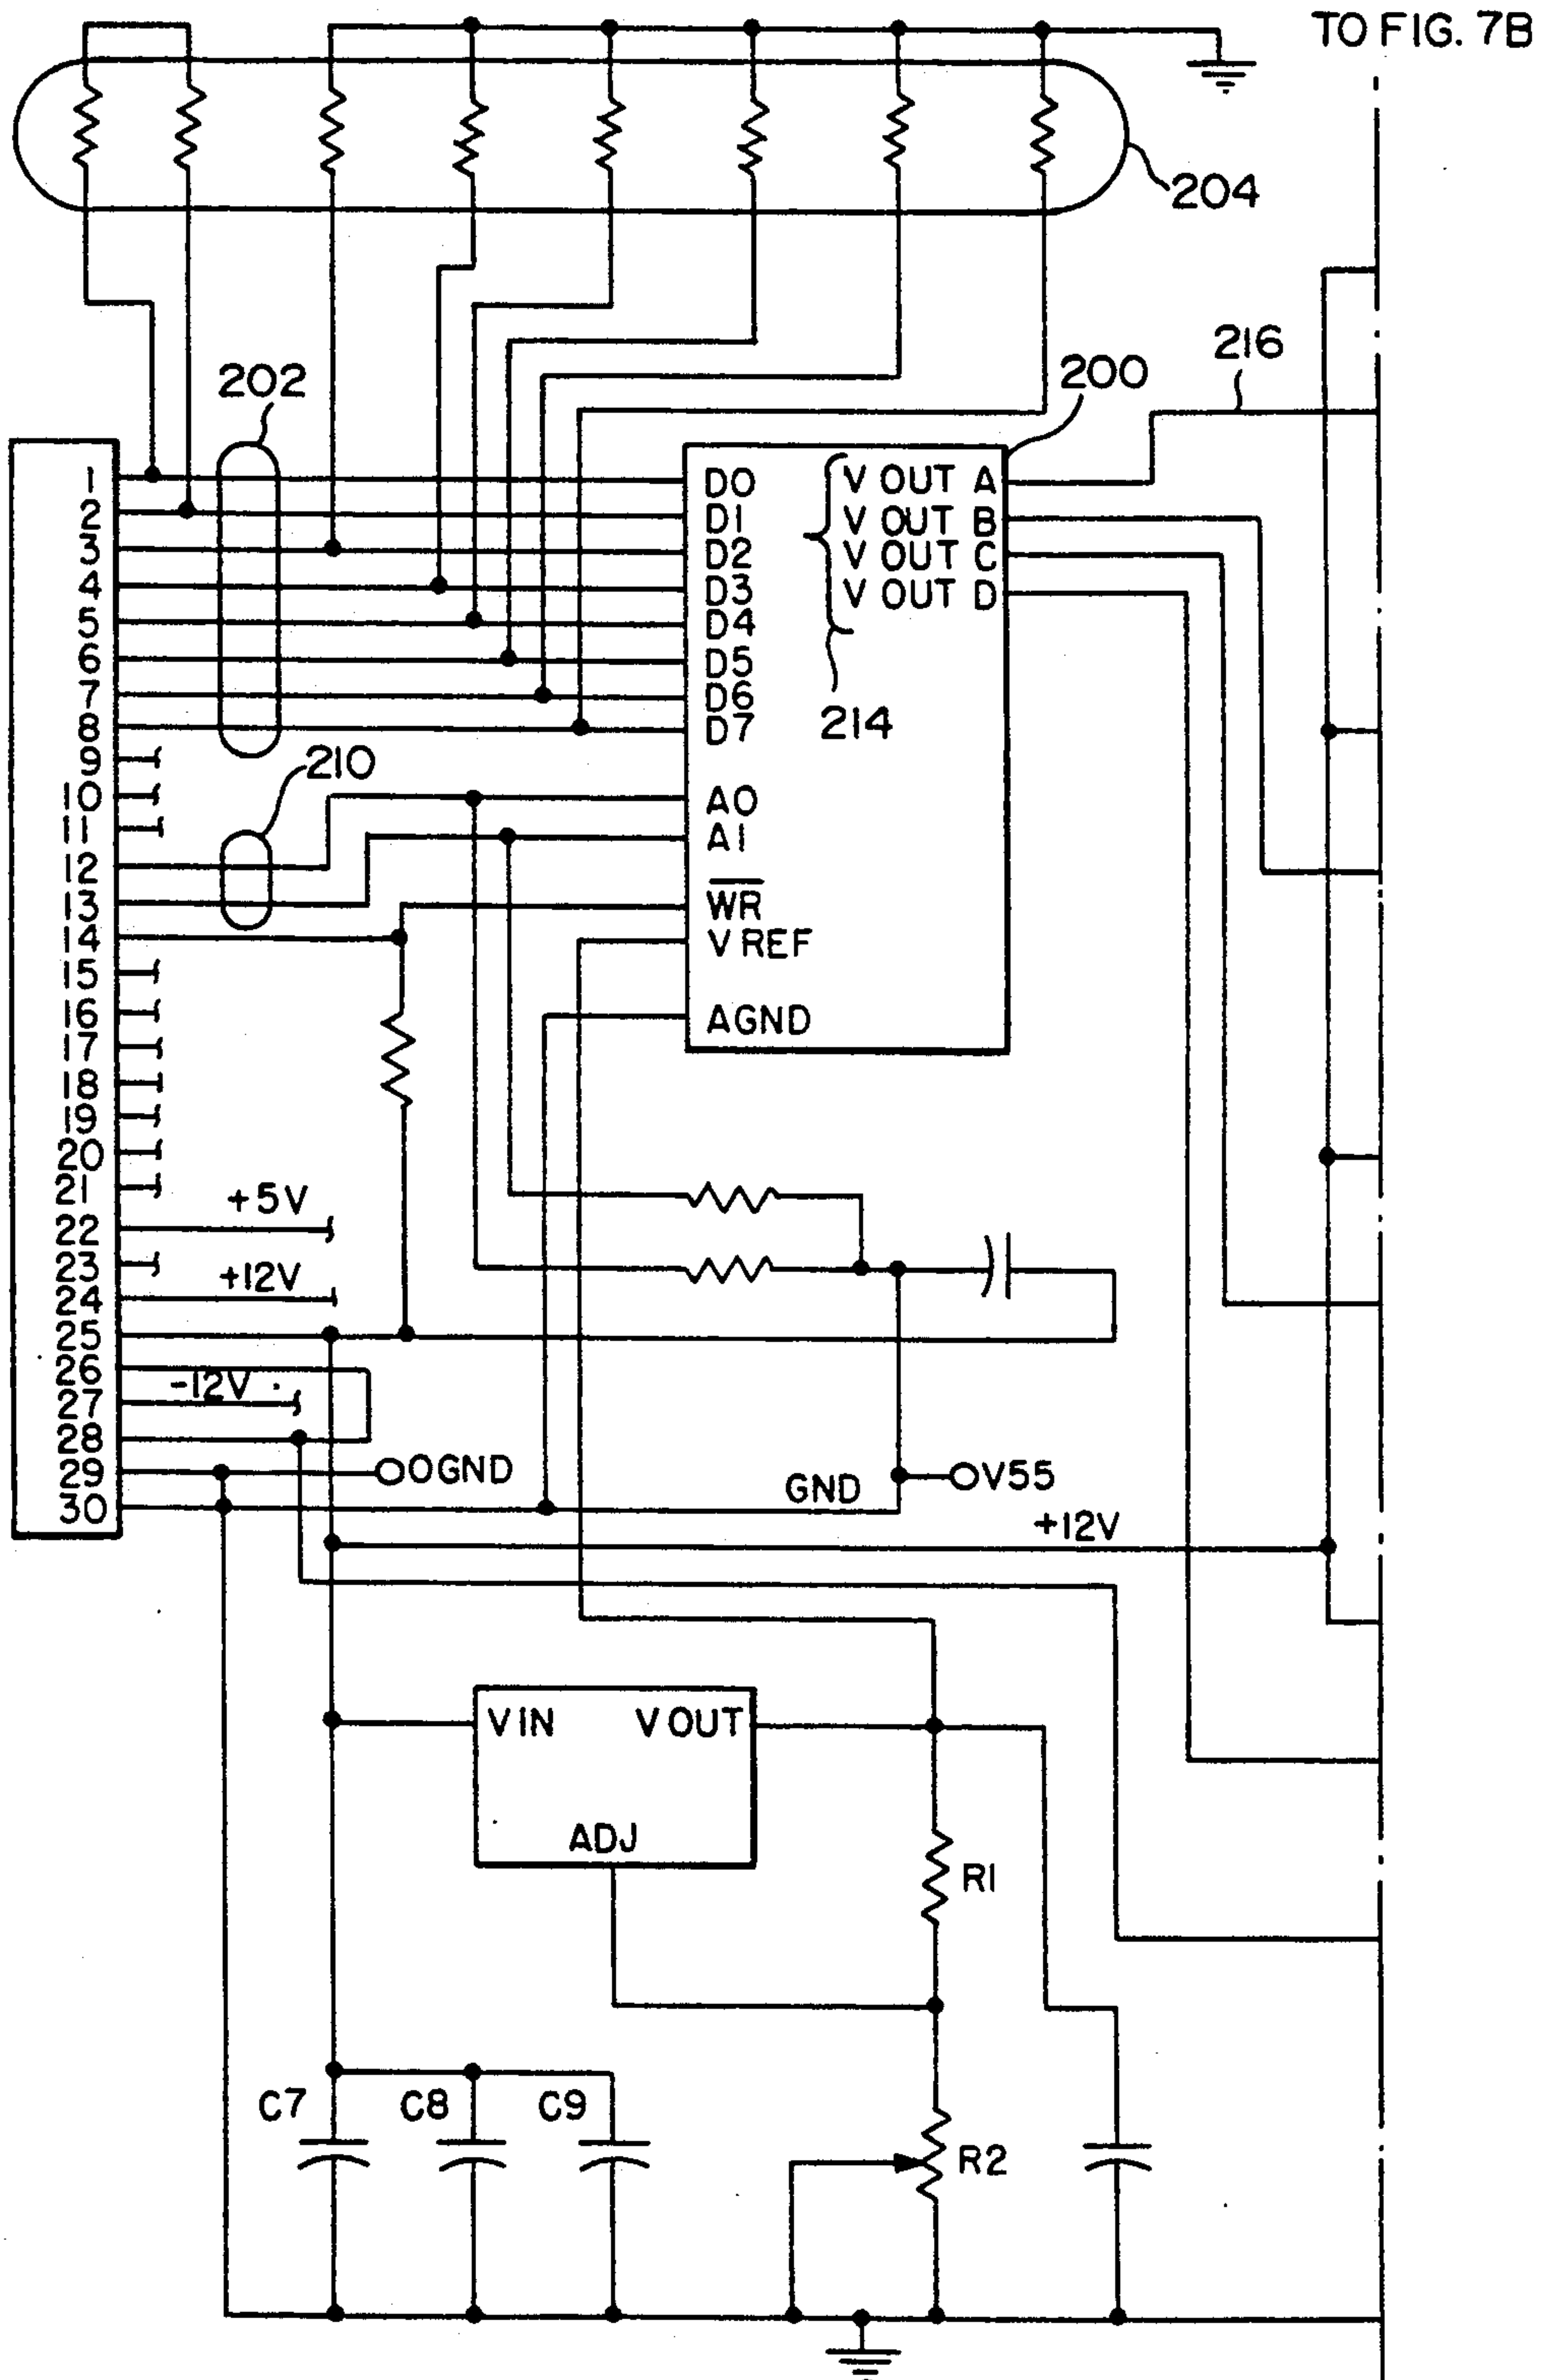 TO FIG. 7B
204
216
202
200
1
2
3
4
5
6
7
8
9
10
11
12
13
14
15
16
17
18
19
20
21
22
23
24
25
26
27
28
29
30
D0
D1
D2
D3
D4
D5
D6
D7
A0
A1
WR
V REF
AGND
V OUT A
V OUT B
V OUT C
V OUT D
214
210
+5V
+12V
-12V
OGND
GND
V55
+12V
VIN
VOUT
ADJ
R1
C7
C8
C9
R2